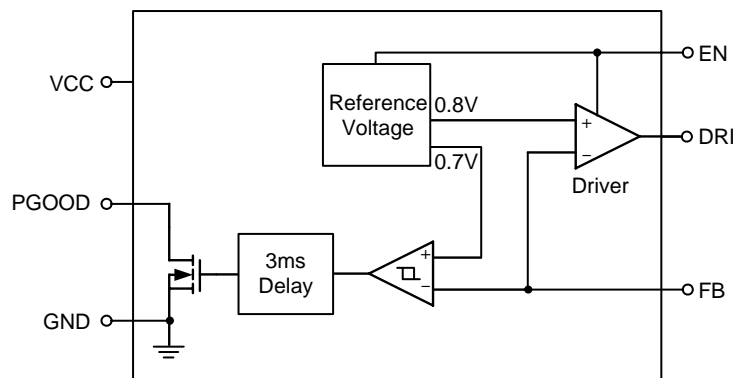 EN
VCC
Reference
Voltage
0.8V
+
−
DRI
0.7V
Driver
PGOOD
3ms
Delay
+
−
FB
GND